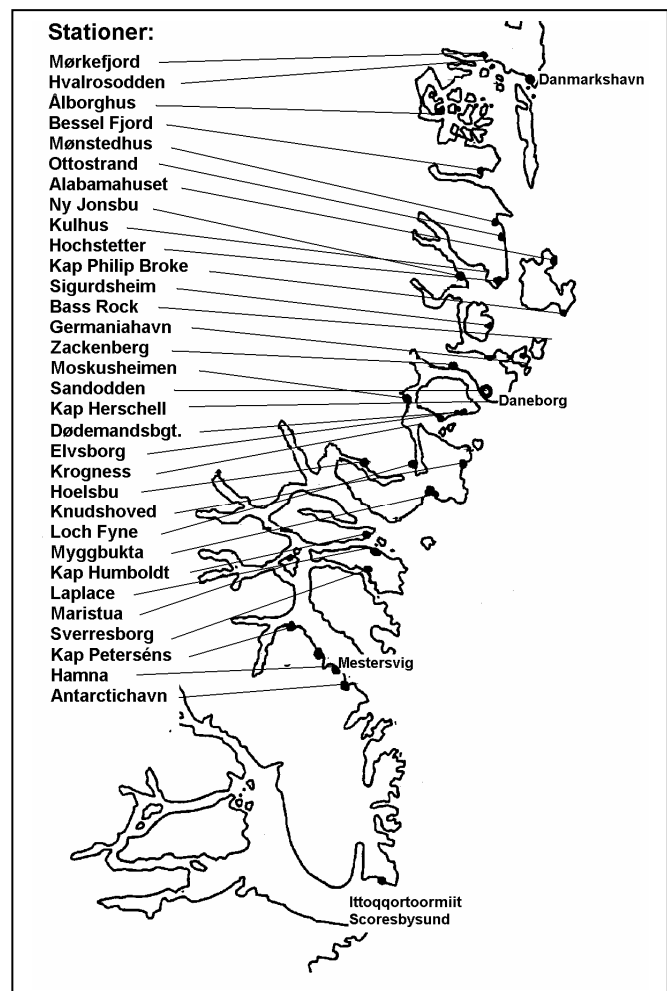 Stationer:
Mørkefjord
Hvalrosodden
Ålborghus
Bessel Fjord
Mønstedhus
Ottostrand
Alabamahuset
Ny Jonsbu
Kulhus
Hochstetter
Kap Philip Broke
Sigurdsheim
Bass Rock
Germaniahavn
Zackenberg
Moskusheimen
Sandodden
Kap Herschell
Dødemandsbgt.
Elvsborg
Krogness
Hoelsbu
Knudshoved
Loch Fyne
Myggbukta
Kap Humboldt
Laplace
Maristua
Sverresborg
Kap Peterséns
Hamna
Antarctichavn
Danmarkshavn
Daneborg
Mestersvig
Ittoqqortoormiit
Scoresbysund